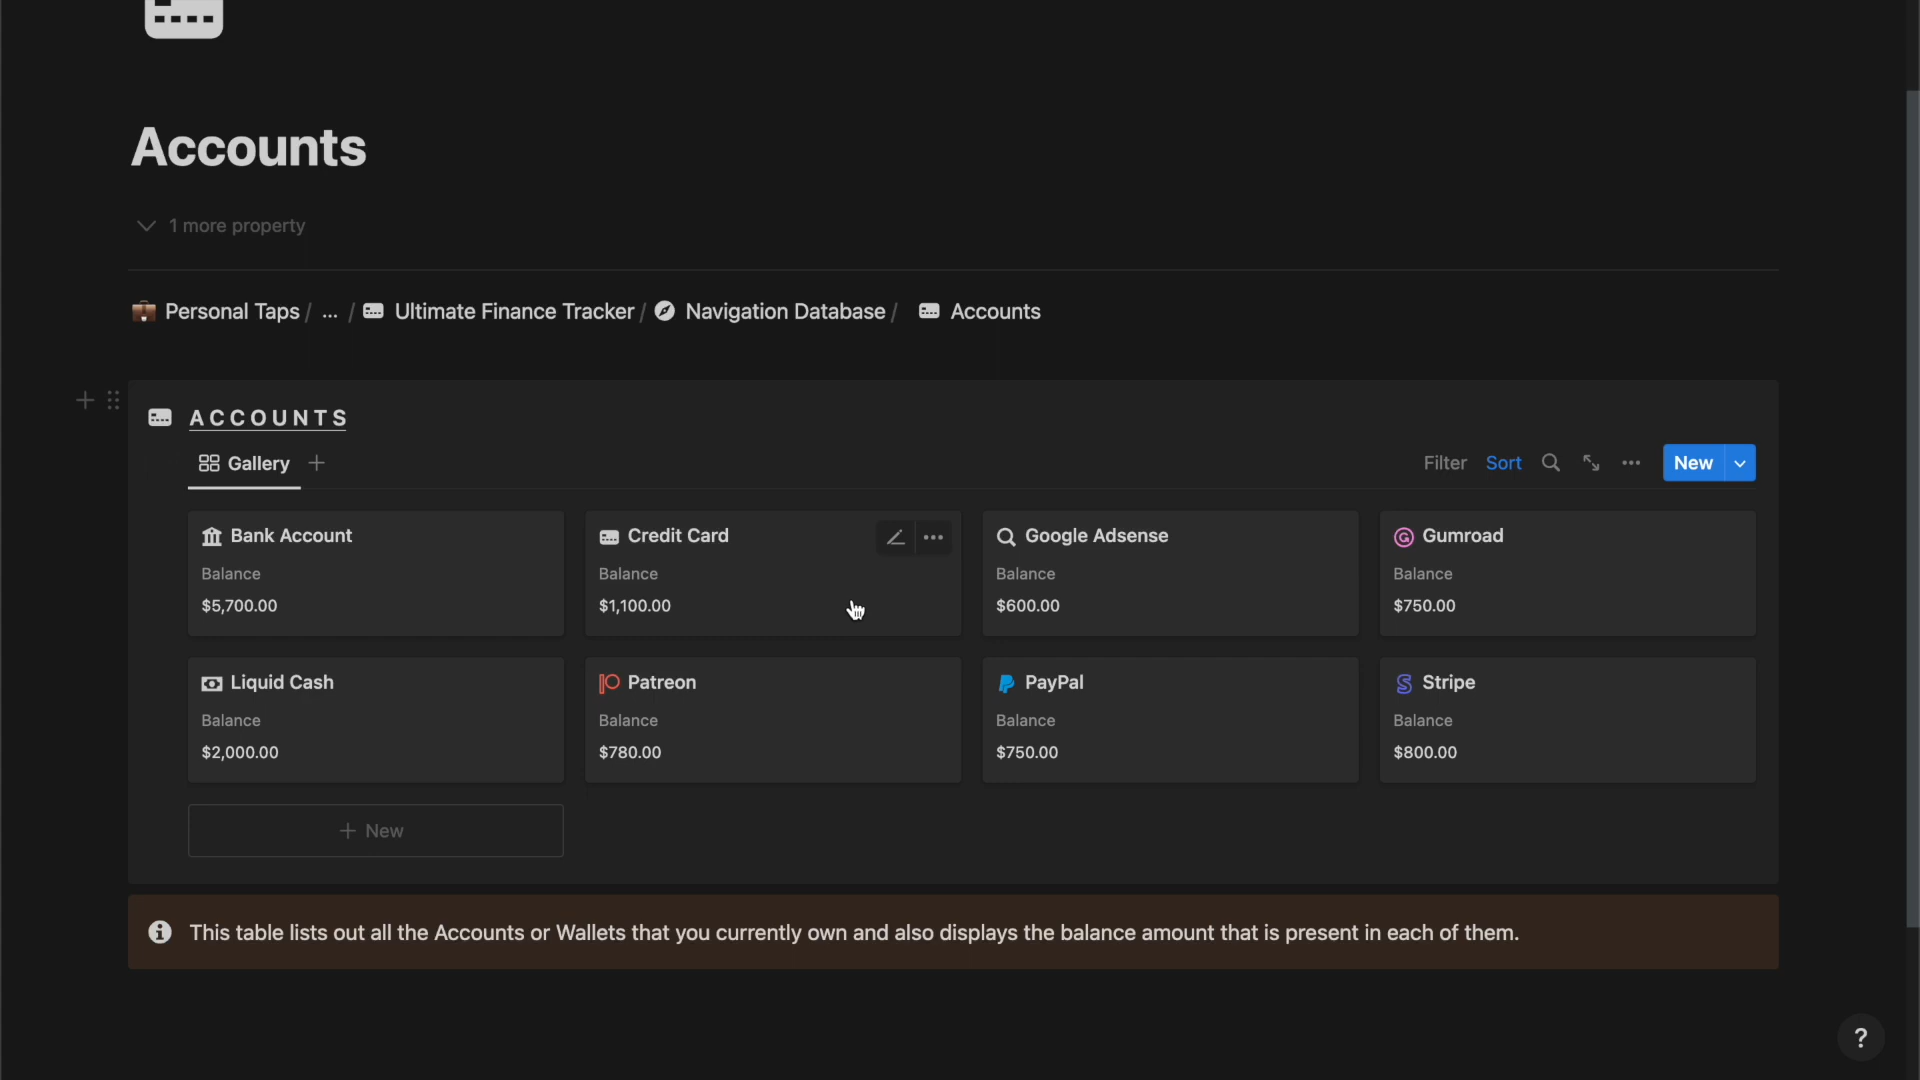 Accounts
1 more property
Personal Taps / ... / Ultimate Finance Tracker / Navigation Database / Accounts
ACCOUNTS
Gallery
Filter Sort New
Bank Account
Balance
$5,700.00
Credit Card
Balance
$1,100.00
Google Adsense
Balance
$600.00
Gumroad
Balance
$750.00
Liquid Cash
Balance
$2,000.00
Patreon
Balance
$780.00
PayPal
Balance
$750.00
Stripe
Balance
$800.00
+ New
This table lists out all the Accounts or Wallets that you currently own and also displays the balance amount that is present in each of them.
?